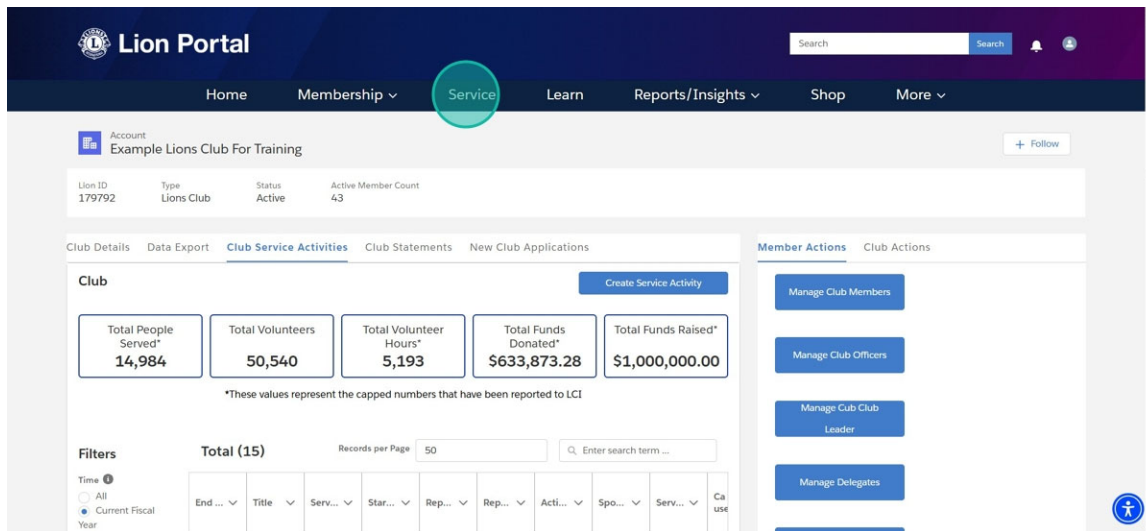 Lion Portal
Search
Search
Home
Membership
Service
Learn
Reports/Insights
Shop
More
Account
Example Lions Club For Training
+ Follow
Lion ID
Type
Status
Active Member Count
179792
Lions Club
Active
43
Club Details
Data Export
Club Service Activities
Club Statements
New Club Applications
Member Actions
Club Actions
Club
Create Service Activity
Manage Club Members
Total People
Served*
14,984
Total Volunteers
50,540
Total Volunteer
Hours*
5,193
Total Funds
Donated*
$633,873.28
Total Funds Raised*
$1,000,000.00
*These values represent the capped numbers that have been reported to LCI
Manage Club Officers
Manage Cub Club
Leader
Manage Delegates
Filters
Total (15)
Records per Page
50
Enter search term ...
Time
All
Current Fiscal
Year
End ...
Title
Serv...
Star...
Rep...
Rep...
Acti...
Spo...
Serv...
Ca
use